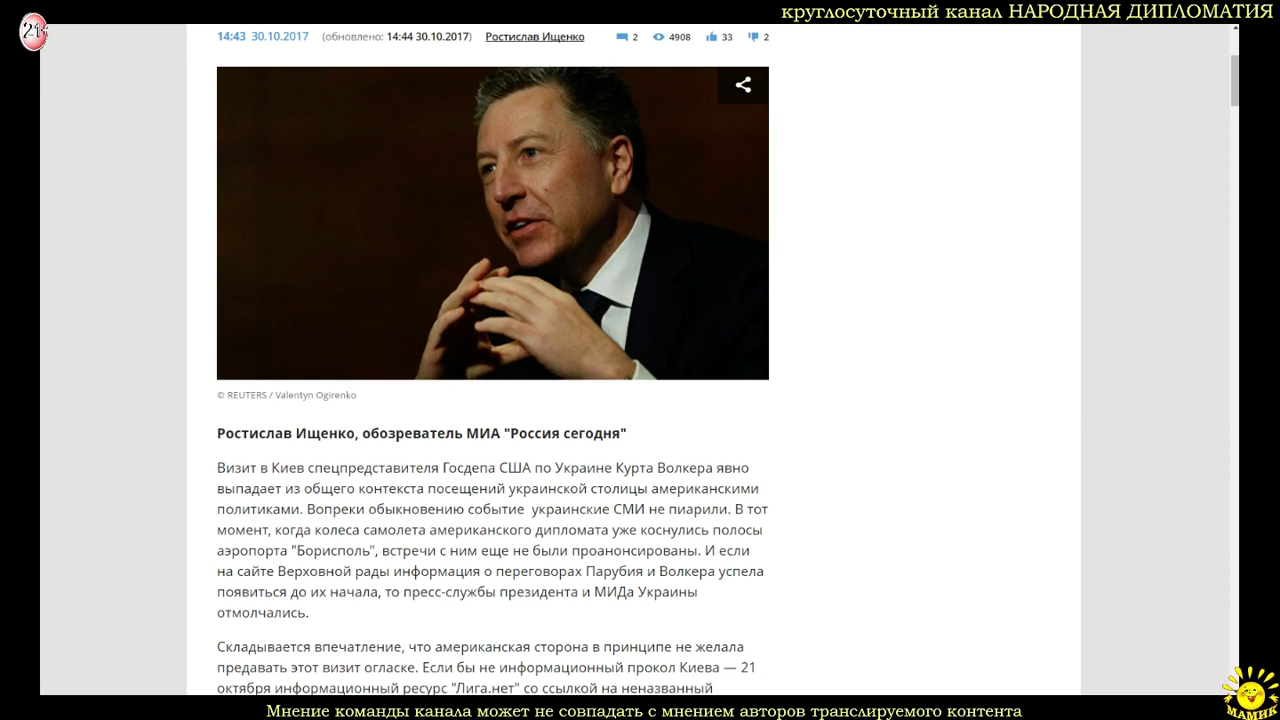 круглосуточный канал НАРОДНАЯ ДИПЛОМАТИЯ
14:43 30.10.2017 (обновлено: 14:44 30.10.2017) Ростислав Ищенко 2 4908 33 2
© REUTERS / Valentyn Ogirenko
Ростислав Ищенко, обозреватель МИА "Россия сегодня"
Визит в Киев спецпредставителя Госдепа США по Украине Курта Волкера явно
выпадает из общего контекста посещений украинской столицы американскими
политиками. Вопреки обыкновению событие  украинские СМИ не пиарили. В тот
момент, когда колеса самолета американского дипломата уже коснулись полосы
аэропорта "Борисполь", встречи с ним еще не были проанонсированы. И если
на сайте Верховной рады информация о переговорах Парубия и Волкера успела
появиться до их начала, то пресс-службы президента и МИДа Украины
отмолчались.
Складывается впечатление, что американская сторона в принципе не желала
предавать этот визит огласке. Если бы не информационный прокол Киева — 21
октября информационный ресурс "Лига.нет" со ссылкой на неназванный
МАМИК
Мнение команды канала может не совпадать с мнением авторов транслируемого контента